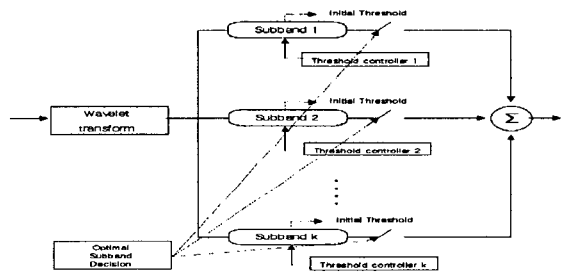 Initial Threshold
Subband 1
Threshold controller 1
Initial Threshold
Wavelet
transform
Subband 2
Σ
Threshold controller 2
Initial Threshold
Subband k
Optimal
Subband
Decision
Threshold controller k